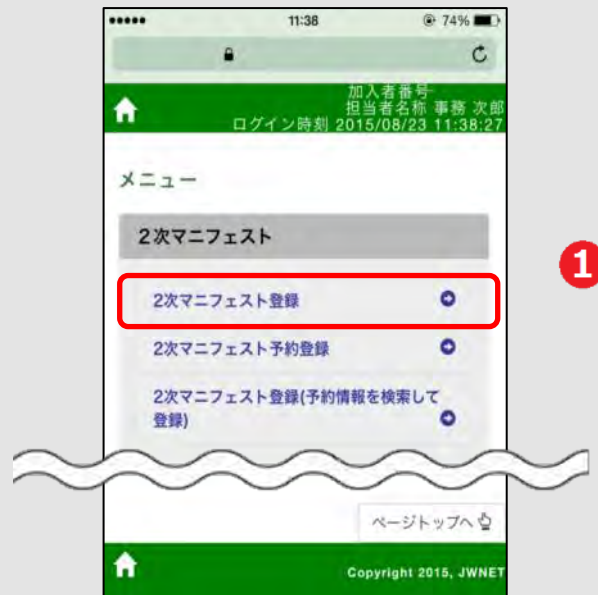 11:38
74%
加入者番号
担当者名称 事務 次郎
ログイン時刻 2015/08/23 11:38:27
メニュー
2次マニフェスト
2次マニフェスト登録
1
2次マニフェスト予約登録
2次マニフェスト登録(予約情報を検索して
登録)
ページトップへ
Copyright 2015, JWNET